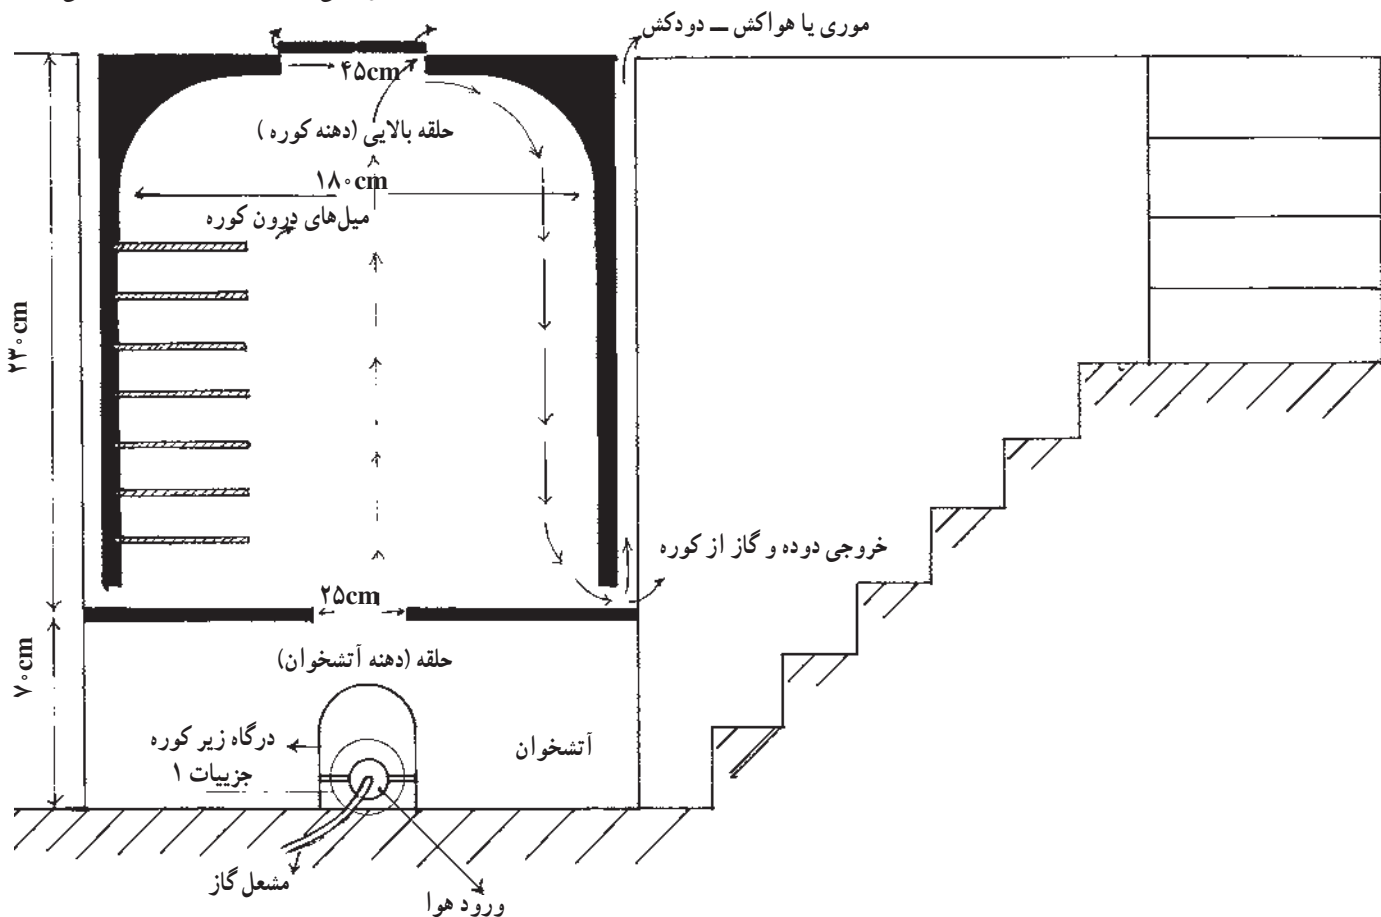 موری یا هواکش ــ دودکش
۴۵cm
حلقه بالایی (دهنه کوره )
۱۸۰cm
میل‌های درون کوره
۲۳۰cm
خروجی دوده و گاز از کوره
۲۵cm
حلقه (دهنه آتشخوان)
۷۰cm
درگاه زیر کوره
آتشخوان
جزییات ۱
مشعل گاز
ورود هوا